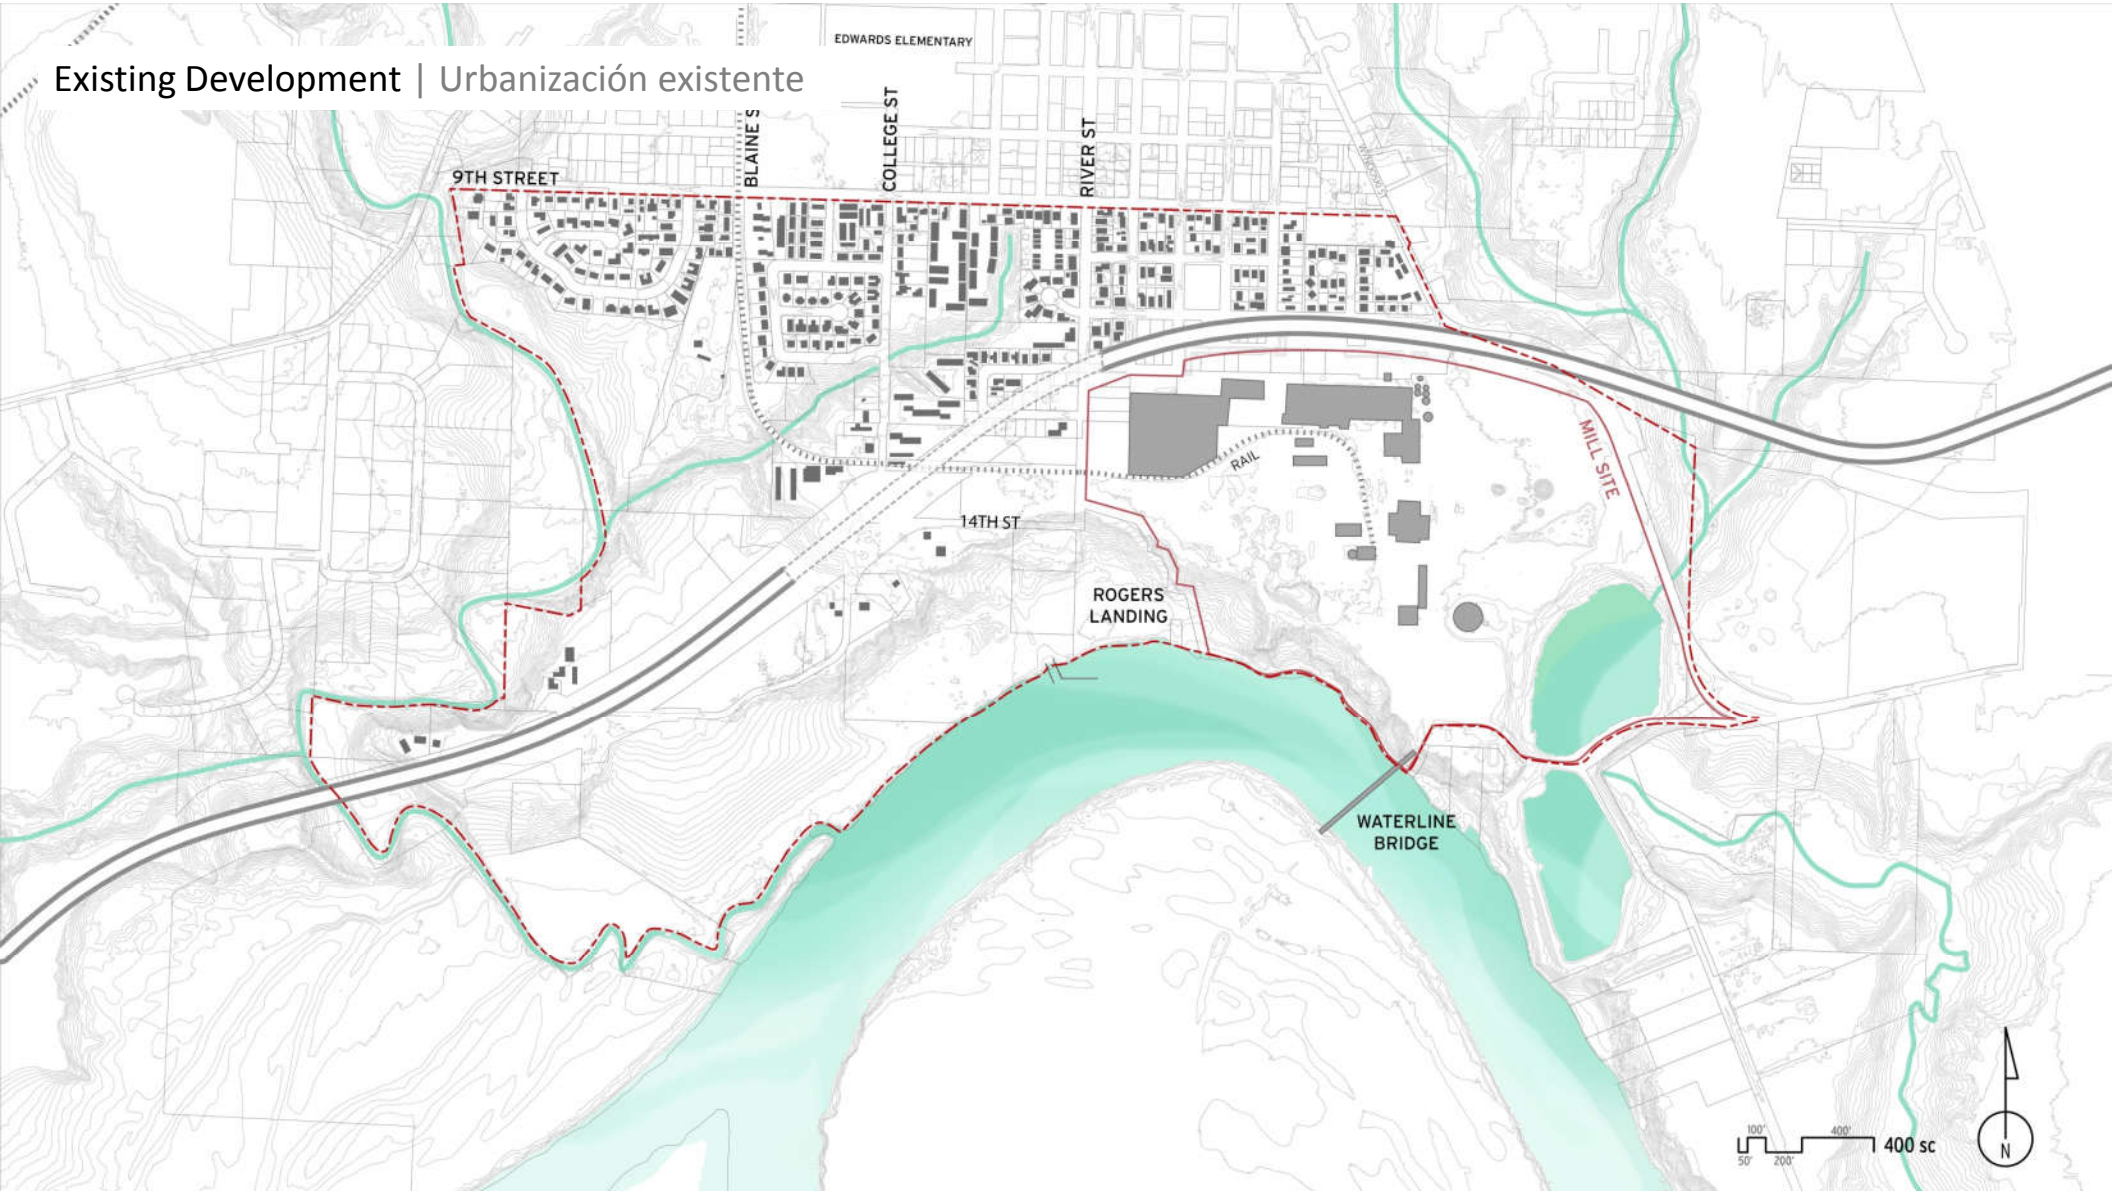 EDWARDS ELEMENTARY
Existing Development | Urbanización existente
BLAINE S
COLLEGE ST
RIVER ST
9TH STREET
MILL SITE
RAIL
14TH ST
ROGERS
LANDING
WATERLINE
BRIDGE
100'
400'
400 sc
50'
200'
N